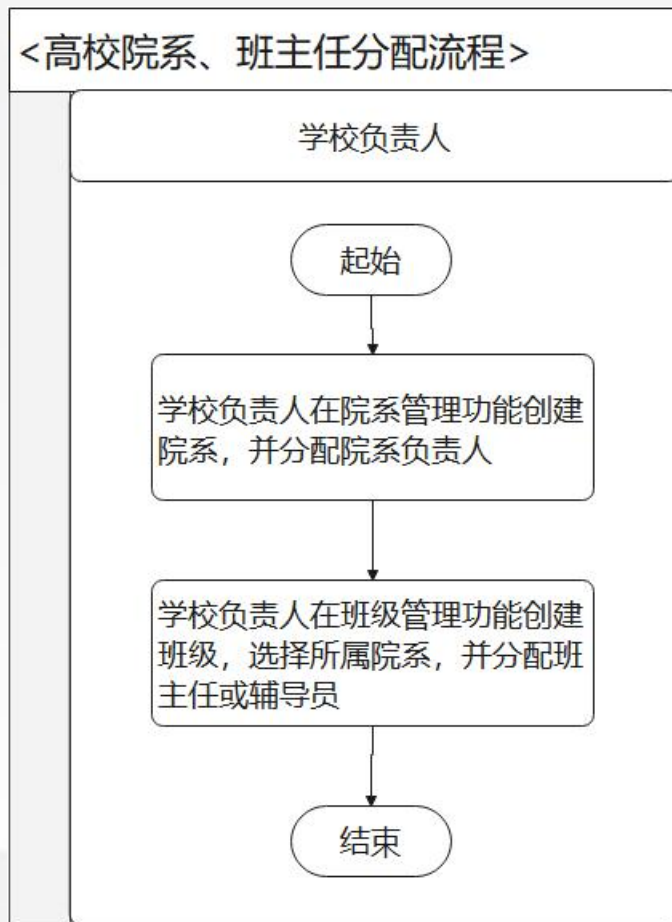 <高校院系、班主任分配流程>
学校负责人
起始
学校负责人在院系管理功能创建
院系，并分配院系负责人
学校负责人在班级管理功能创建
班级，选择所属院系，并分配班
主任或辅导员
结束